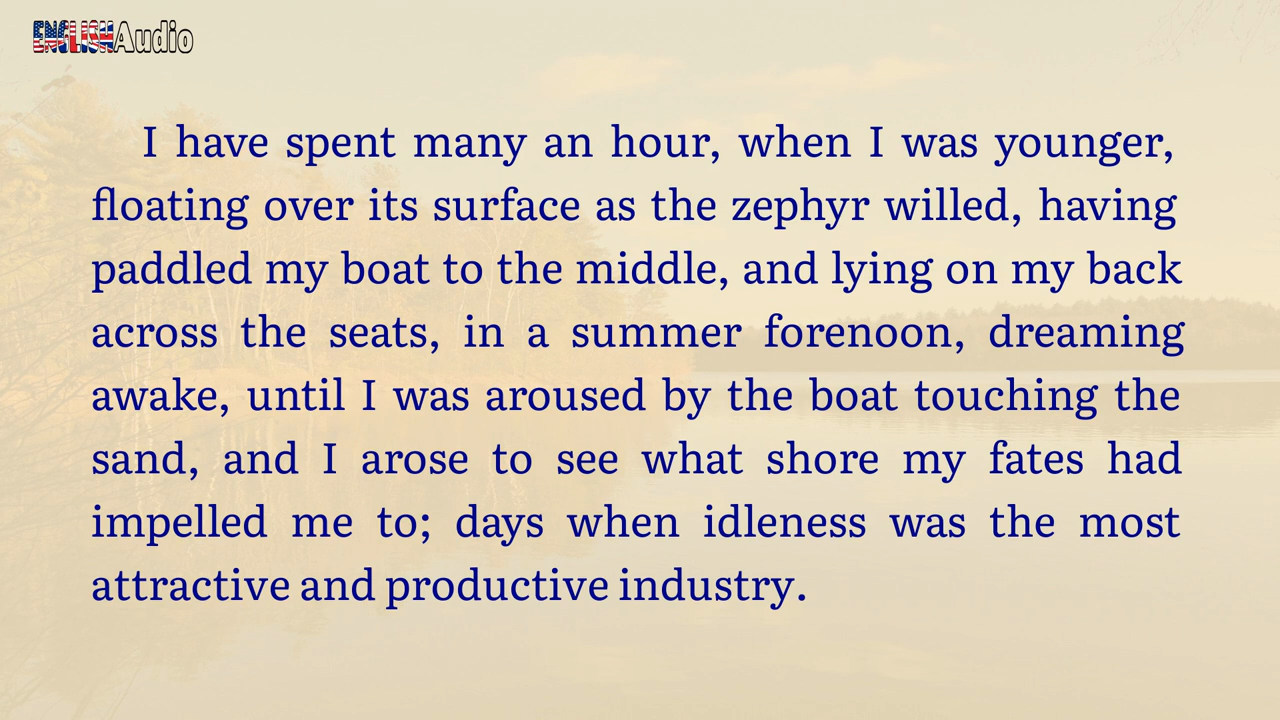 ENGLISHAudio
I have spent many an hour, when I was younger,
floating over its surface as the zephyr willed, having
paddled my boat to the middle, and lying on my back
across the seats, in a summer forenoon, dreaming
awake, until I was aroused by the boat touching the
sand, and I arose to see what shore my fates had
impelled me to; days when idleness was the most
attractive and productive industry.